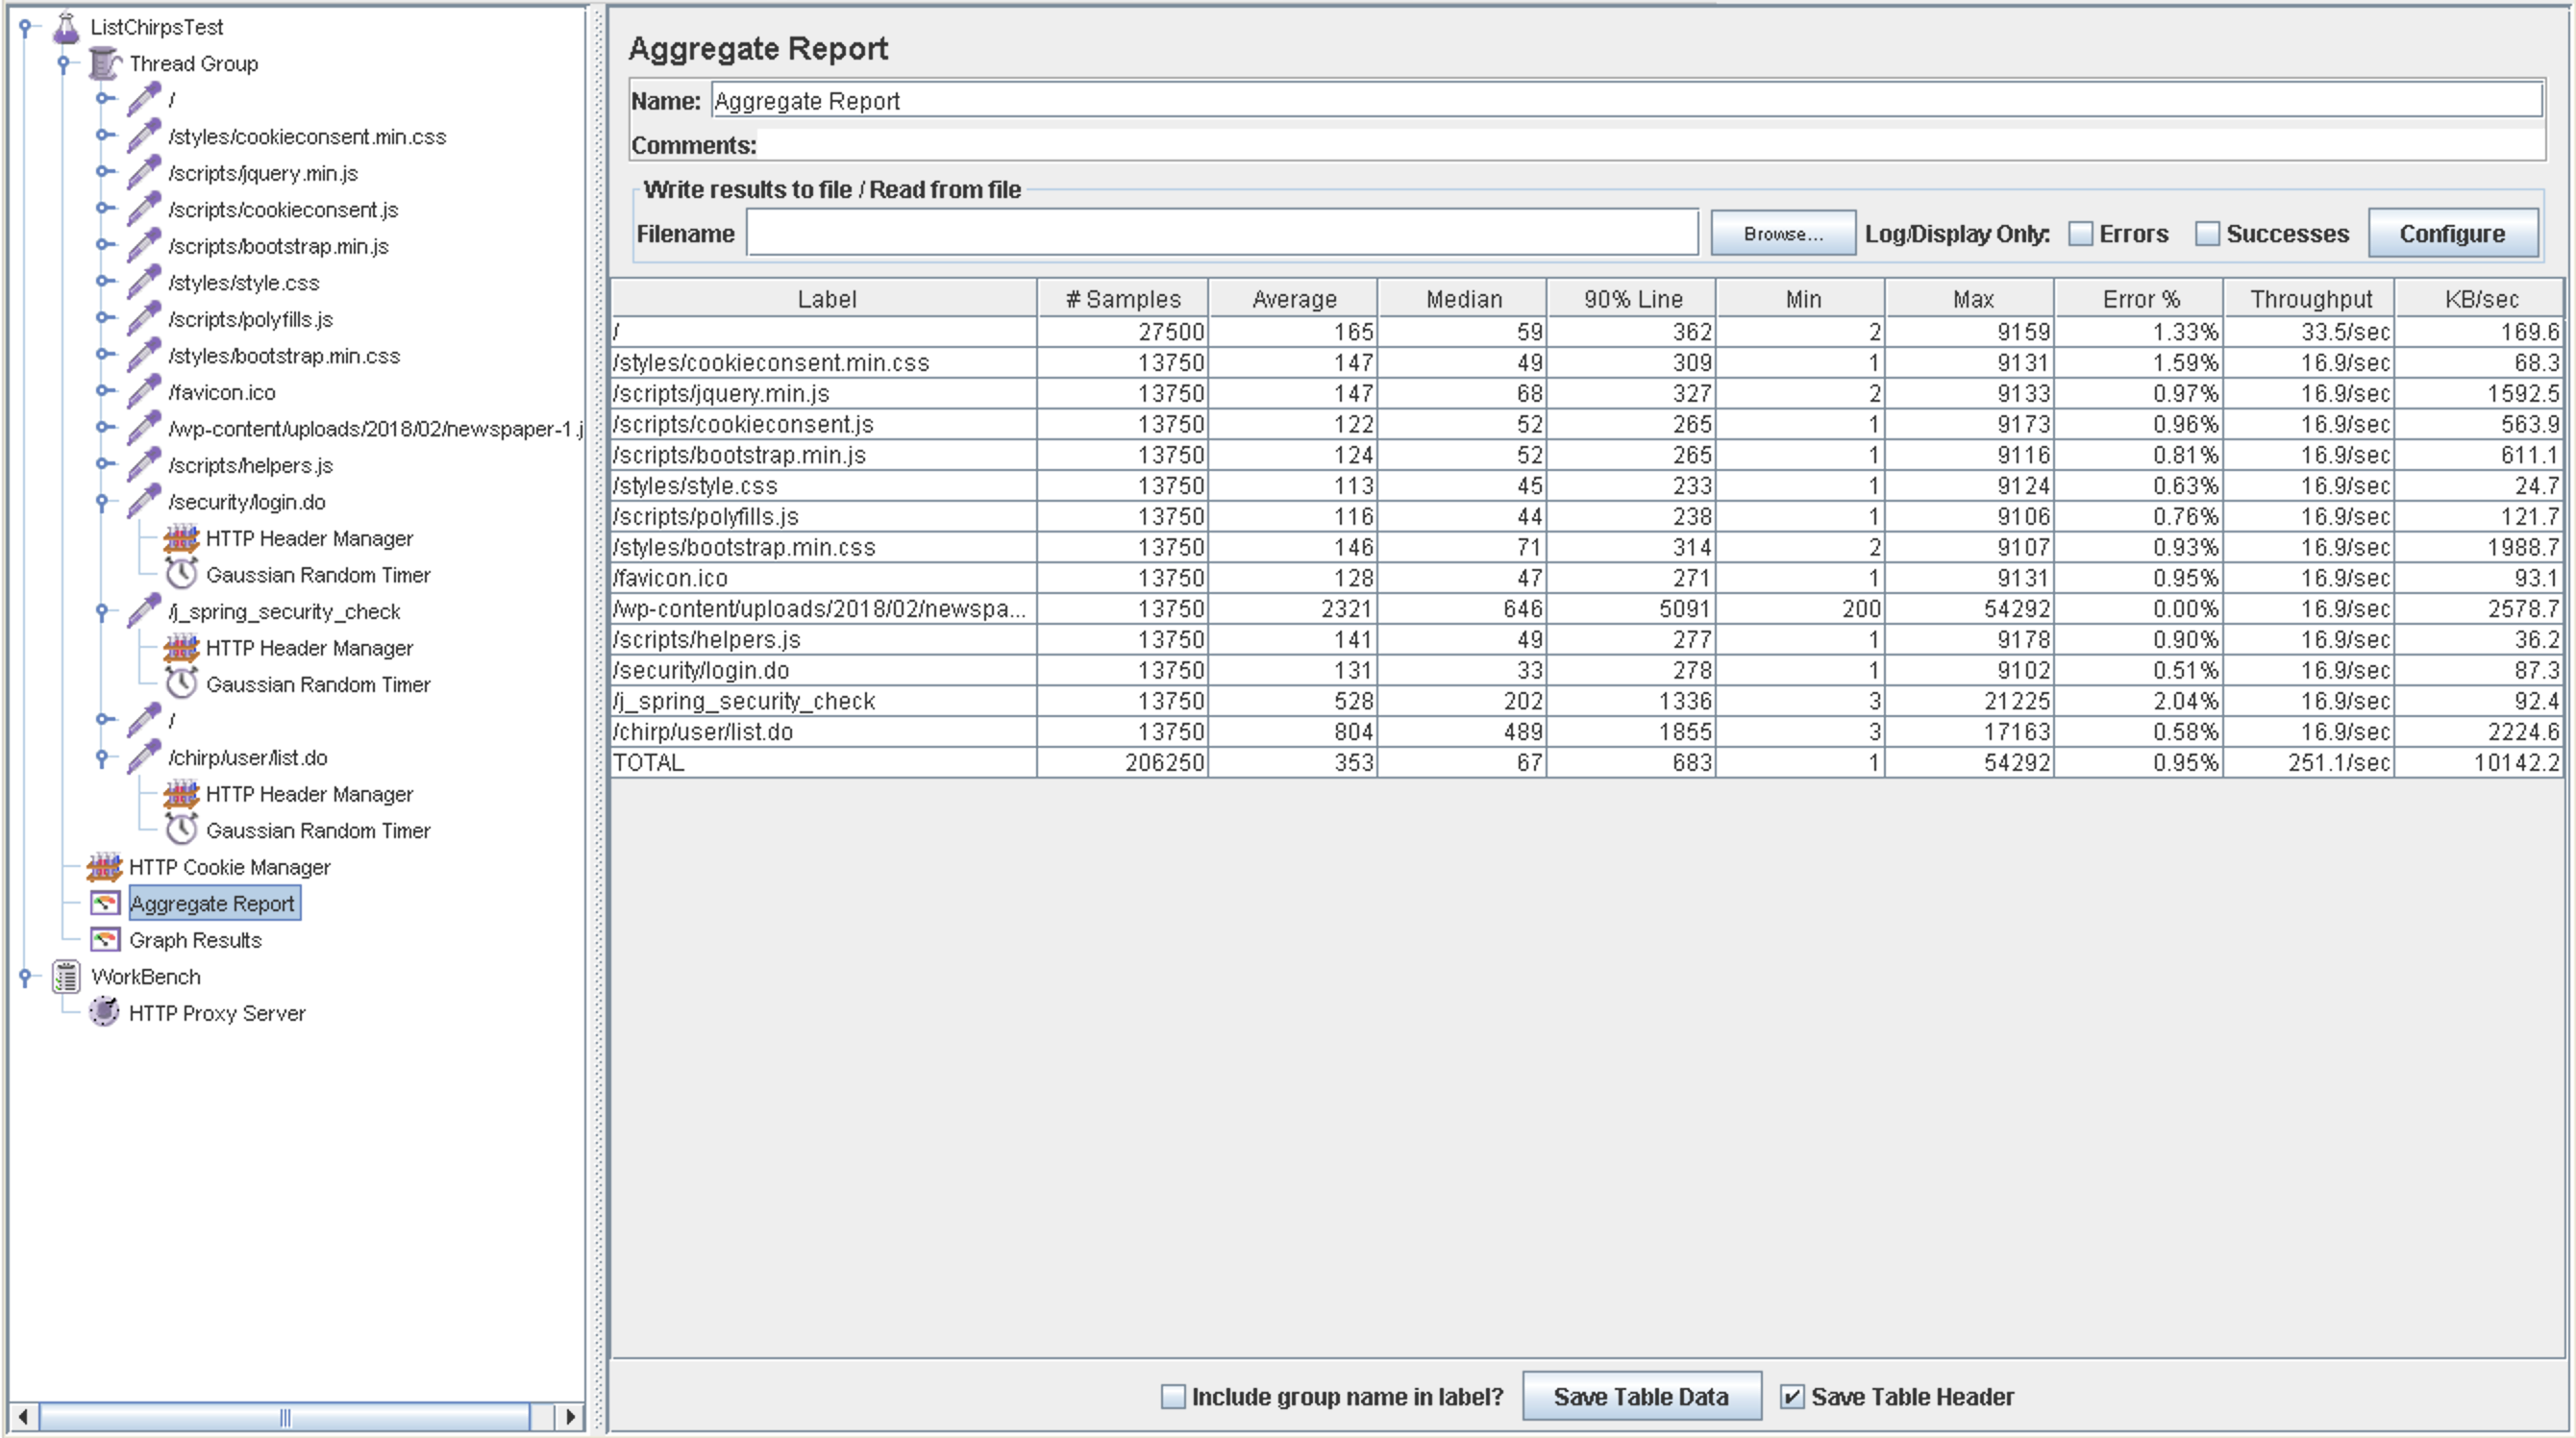 ListChirpsTest
Thread Group
/
/styles/cookieconsent.min.css
/scripts/jquery.min.js
/scripts/cookieconsent.js
/scripts/bootstrap.min.js
/styles/style.css
/scripts/polyfills.js
/styles/bootstrap.min.css
/favicon.ico
/wp-content/uploads/2018/02/newspaper-1.j
/scripts/helpers.js
/security/login.do
HTTP Header Manager
Gaussian Random Timer
/j_spring_security_check
HTTP Header Manager
Gaussian Random Timer
/
/chirp/user/list.do
HTTP Header Manager
Gaussian Random Timer
HTTP Cookie Manager
Aggregate Report
Graph Results
WorkBench
HTTP Proxy Server
Aggregate Report
Name: Aggregate Report
Comments:
Write results to file / Read from file
Filename Browse... Log/Display Only: Errors Successes Configure
Label # Samples Average Median 90% Line Min Max Error % Throughput KB/sec
/ 27500 165 59 362 2 9159 1.33% 33.5/sec 169.6
/styles/cookieconsent.min.css 13750 147 49 309 1 9131 1.59% 16.9/sec 68.3
/scripts/jquery.min.js 13750 147 68 327 2 9133 0.97% 16.9/sec 1592.5
/scripts/cookieconsent.js 13750 122 52 265 1 9173 0.96% 16.9/sec 563.9
/scripts/bootstrap.min.js 13750 124 52 265 1 9116 0.81% 16.9/sec 611.1
/styles/style.css 13750 113 45 233 1 9124 0.63% 16.9/sec 24.7
/scripts/polyfills.js 13750 116 44 238 1 9106 0.76% 16.9/sec 121.7
/styles/bootstrap.min.css 13750 146 71 314 2 9107 0.93% 16.9/sec 1988.7
/favicon.ico 13750 128 47 271 1 9131 0.95% 16.9/sec 93.1
/wp-content/uploads/2018/02/newspa... 13750 2321 646 5091 200 54292 0.00% 16.9/sec 2578.7
/scripts/helpers.js 13750 141 49 277 1 9178 0.90% 16.9/sec 36.2
/security/login.do 13750 131 33 278 1 9102 0.51% 16.9/sec 87.3
/j_spring_security_check 13750 528 202 1336 3 21225 2.04% 16.9/sec 92.4
/chirp/user/list.do 13750 804 489 1855 3 17163 0.58% 16.9/sec 2224.6
TOTAL 206250 353 67 683 1 54292 0.95% 251.1/sec 10142.2
Include group name in label? Save Table Data Save Table Header